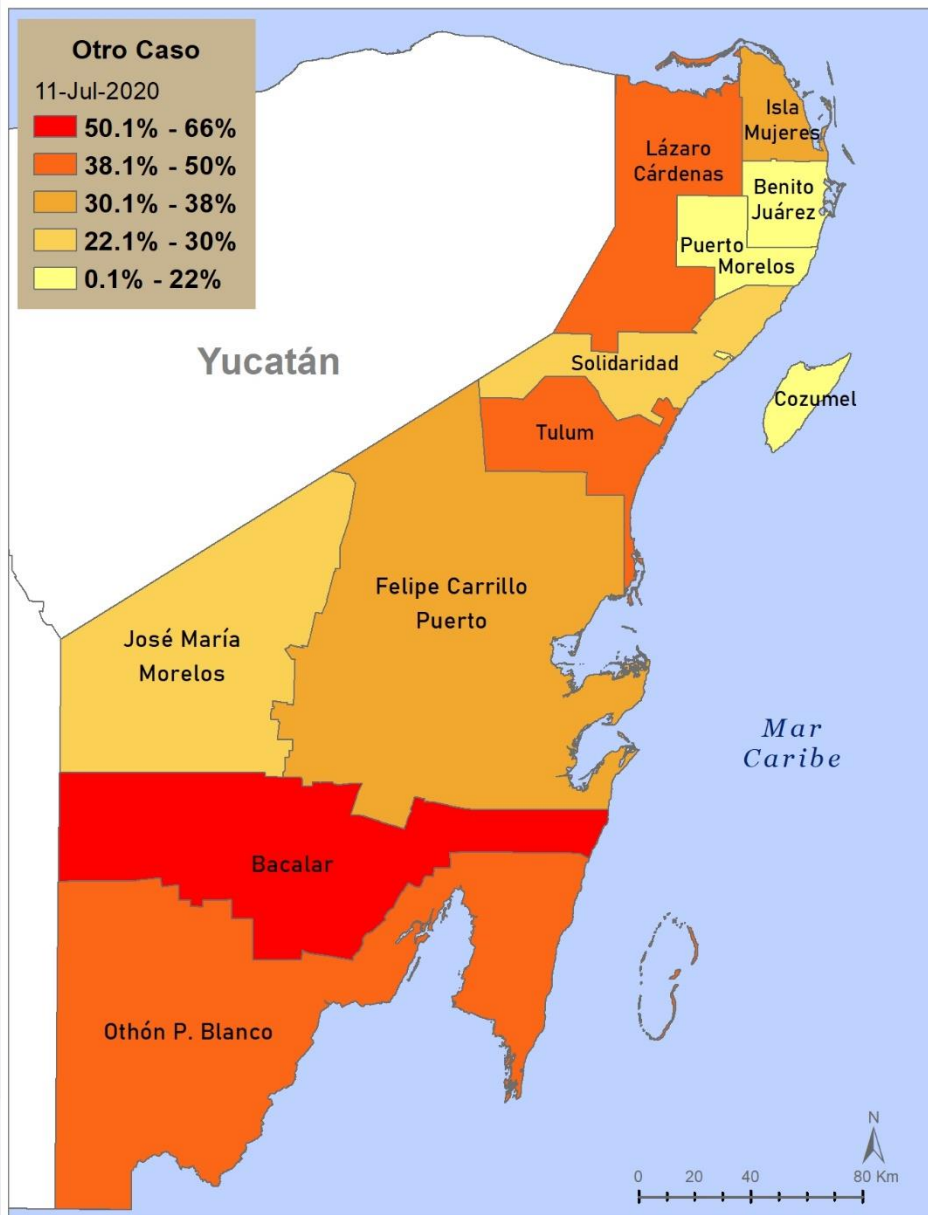 Otro Caso
11-Jul-2020
50.1% - 66%
38.1% - 50%
30.1% - 38%
22.1% - 30%
0.1% - 22%
Isla
Mujeres
Lázaro
Cárdenas
Benito
Juárez
Puerto
Morelos
Yucatán
Solidaridad
Cozumel
Tulum
Felipe Carrillo
Puerto
José María
Morelos
Mar
Caribe
Bacalar
Othón P. Blanco
N
0 20 40 80 Km